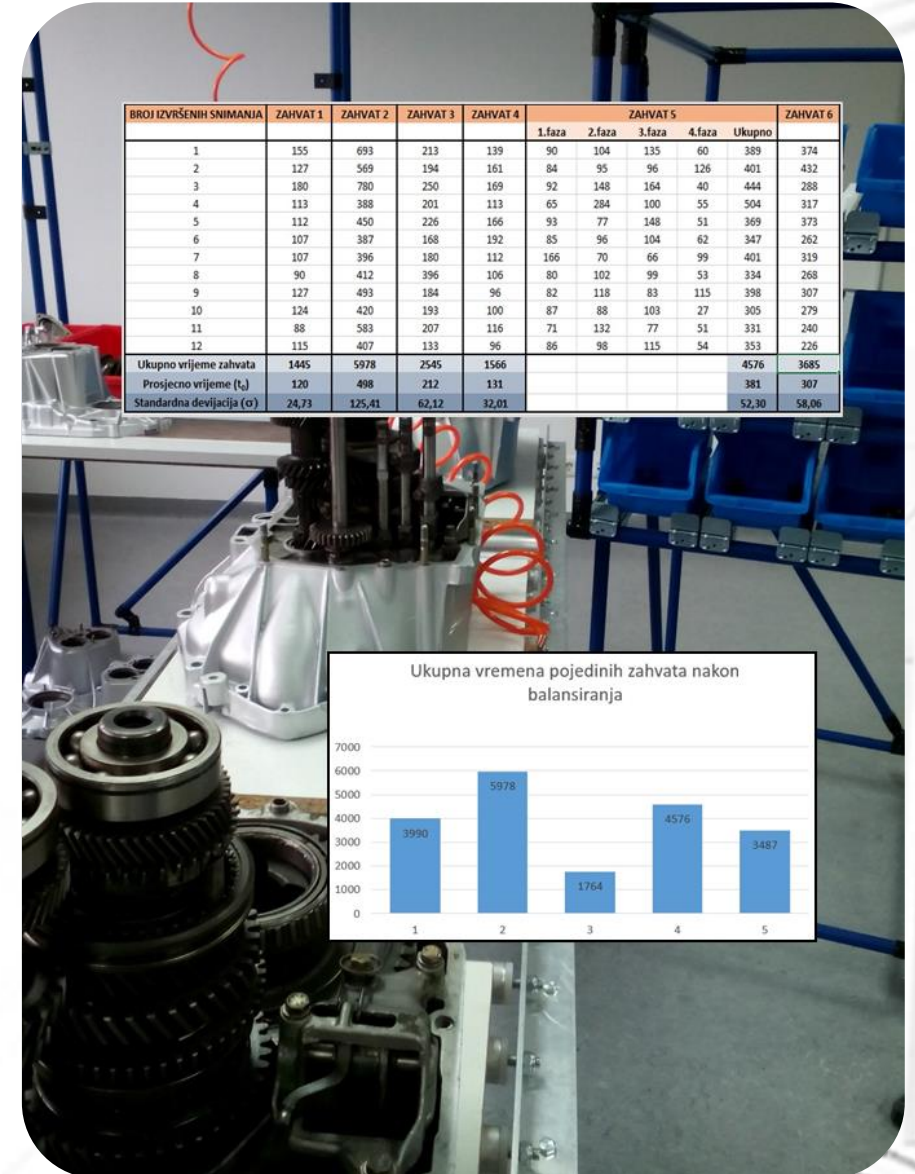 BROJ IZVRŠENIH SNIMANJA ZAHVAT 1 ZAHVAT 2 ZAHVAT 3 ZAHVAT 4 ZAHVAT 5 ZAHVAT 6
1.faza 2.faza 3.faza 4.faza Ukupno
1 155 693 213 139 90 104 135 60 389 374
2 127 569 194 161 84 95 96 126 401 432
3 180 780 250 169 92 148 164 40 444 288
4 113 388 201 113 65 284 100 55 504 317
5 112 450 226 166 93 77 148 51 369 373
6 107 387 168 192 85 96 104 62 347 262
7 107 396 180 112 166 70 66 99 401 319
8 90 412 396 106 80 102 99 53 334 268
9 127 493 184 96 82 118 83 115 398 307
10 124 420 193 100 87 88 103 27 305 279
11 88 583 207 116 71 132 77 51 331 240
12 115 407 133 96 86 98 115 54 353 226
Ukupno vrijeme zahvata 1445 5978 2545 1566 4576 3685
Prosjecno vrijeme (t₀) 120 498 212 131 381 307
Standardna devijacija (σ) 24,73 125,41 62,12 32,01 52,30 58,06
Ukupna vremena pojedinih zahvata nakon
balansiranja
7000
6000
5000
4000
3000
2000
1000
0
3990 5978 1764 4576 3487
1 2 3 4 5